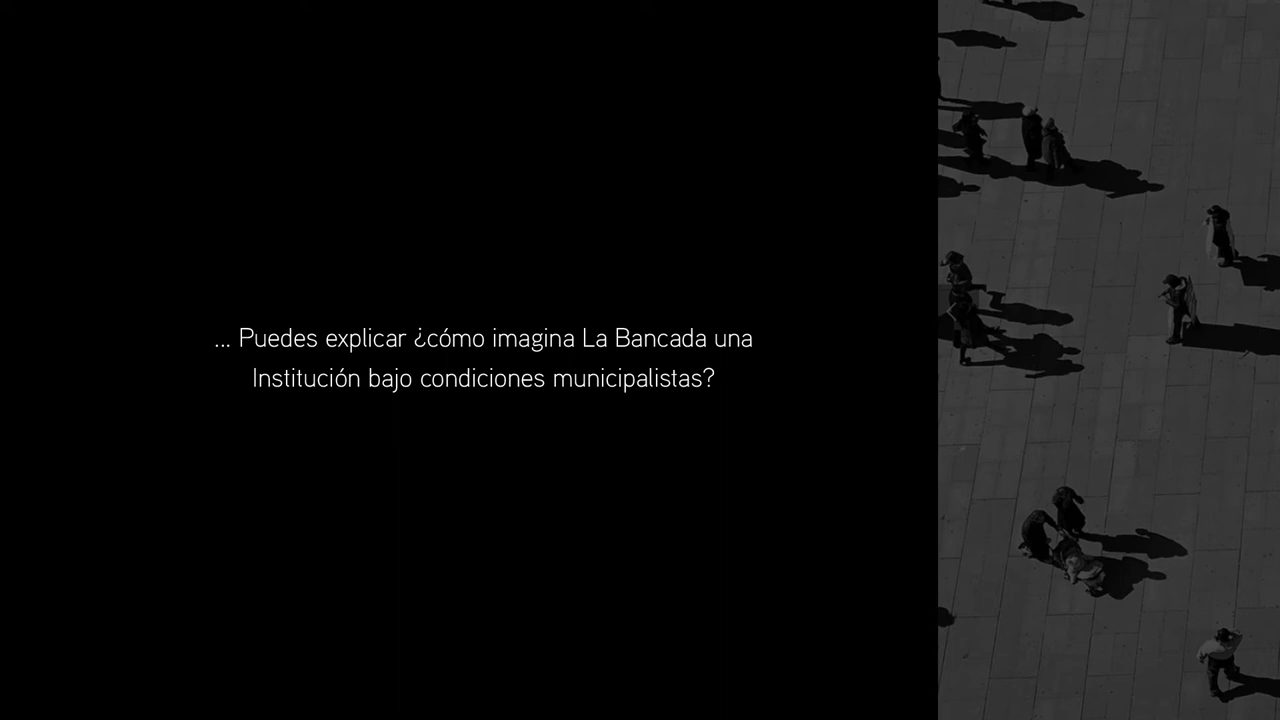 ... Puedes explicar ¿cómo imagina La Bancada una
Institución bajo condiciones municipalistas?